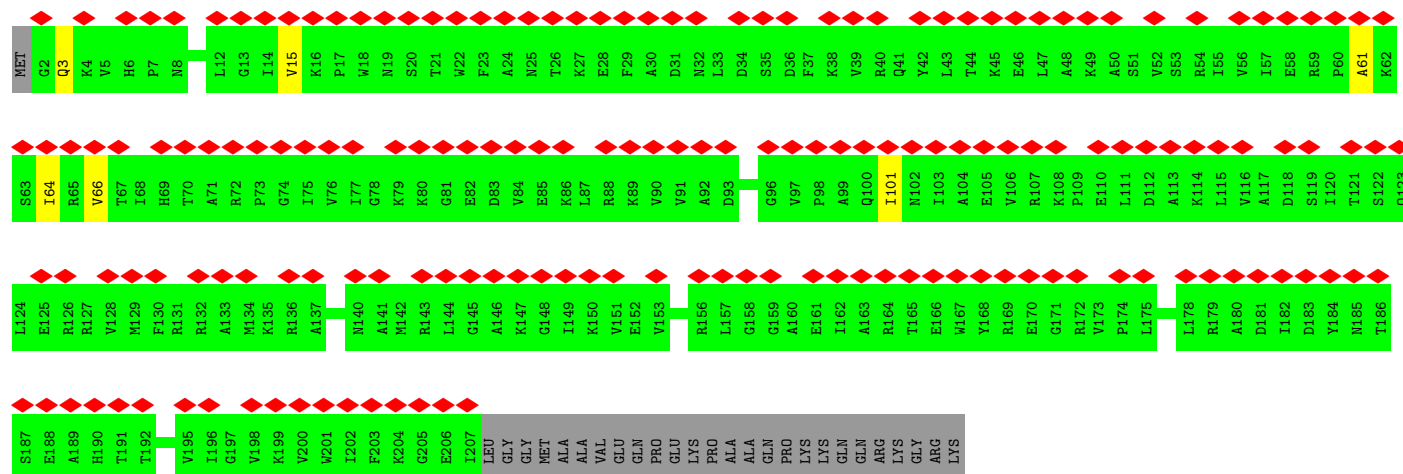 MET G2 Q3 K4 V5 H6 P7 N8 L12 G13 I14 V15 K16 P17 W18 N19 S20 T21 W22 F23 A24 N25 T26 K27 E28 F29 A30 D31 N32 L33 D34 S35 D36 F37 K38 V39 R40 Q41 Y42 L43 T44 K45 E46 L47 A48 K49 A50 S51 V52 S53 R54 I55 V56 I57 E58 R59 P60 A61 K62
S63 I64 R65 V66 T67 I68 H69 T70 A71 R72 P73 G74 I75 V76 I77 G78 K79 K80 G81 E82 D83 V84 E85 K86 L87 R88 K89 V90 V91 A92 D93 G96 V97 P98 A99 Q100 I101 N102 I103 A104 E105 V106 R107 K108 P109 E110 L111 D112 A113 K114 L115 V116 A117 D118 S119 I120 T121 S122 Q123
L124 E125 R126 R127 V128 M129 F130 R131 R132 A133 M134 K135 R136 A137 N140 A141 M142 R143 L144 G145 A146 K147 G148 I149 K150 V151 E152 V153 R156 L157 G158 G159 A160 E161 I162 A163 R164 T165 E166 W167 Y168 R169 E170 G171 R172 V173 P174 L175 L178 R179 A180 D181 I182 D183 Y184 N185 T186
S187 E188 A189 H190 T191 T192 V195 I196 G197 V198 K199 V200 W201 I202 F203 K204 G205 E206 I207 LEU GLY GLY MET ALA ALA VAL GLU GLN PRO GLU LYS PRO ALA ALA GLN PRO LYS LYS GLN GLN ARG LYS GLY ARG LYS